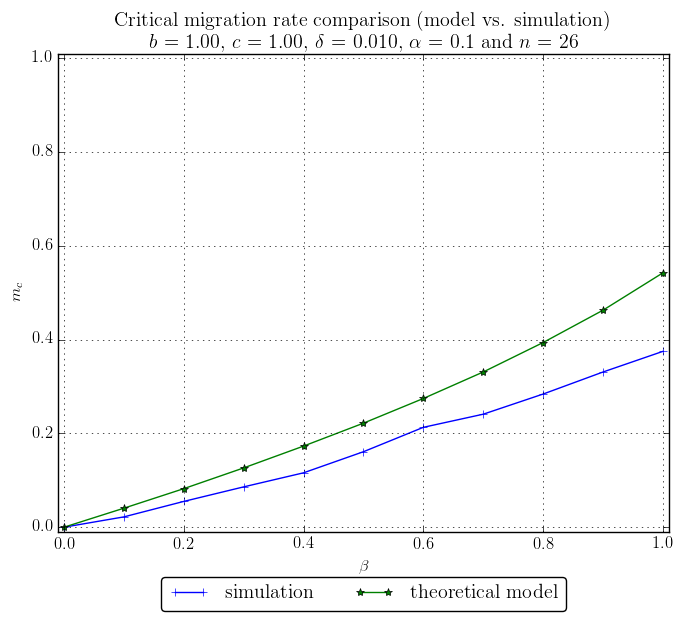 Critical migration rate comparison (model vs. simulation)
b = 1.00, c = 1.00, δ = 0.010, α = 0.1 and n = 26
1.0
0.8
0.6
m_c
0.4
0.2
0.0
0.0 0.2 0.4 0.6 0.8 1.0
β
simulation theoretical model